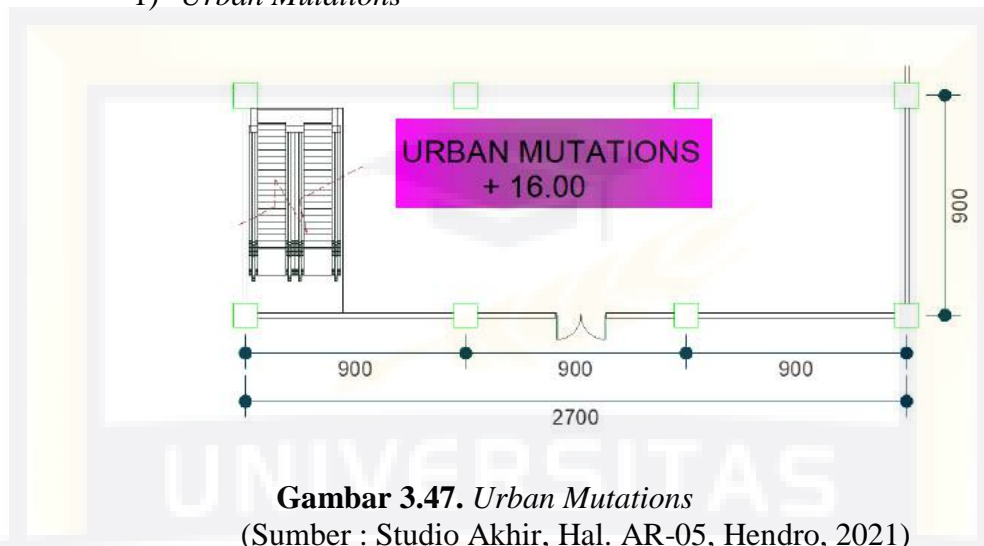 1) Urban Mutations
URBAN MUTATIONS
+ 16.00
900
900
900
900
2700
UNIVERSITAS
Gambar 3.47. Urban Mutations
(Sumber : Studio Akhir, Hal. AR-05, Hendro, 2021)